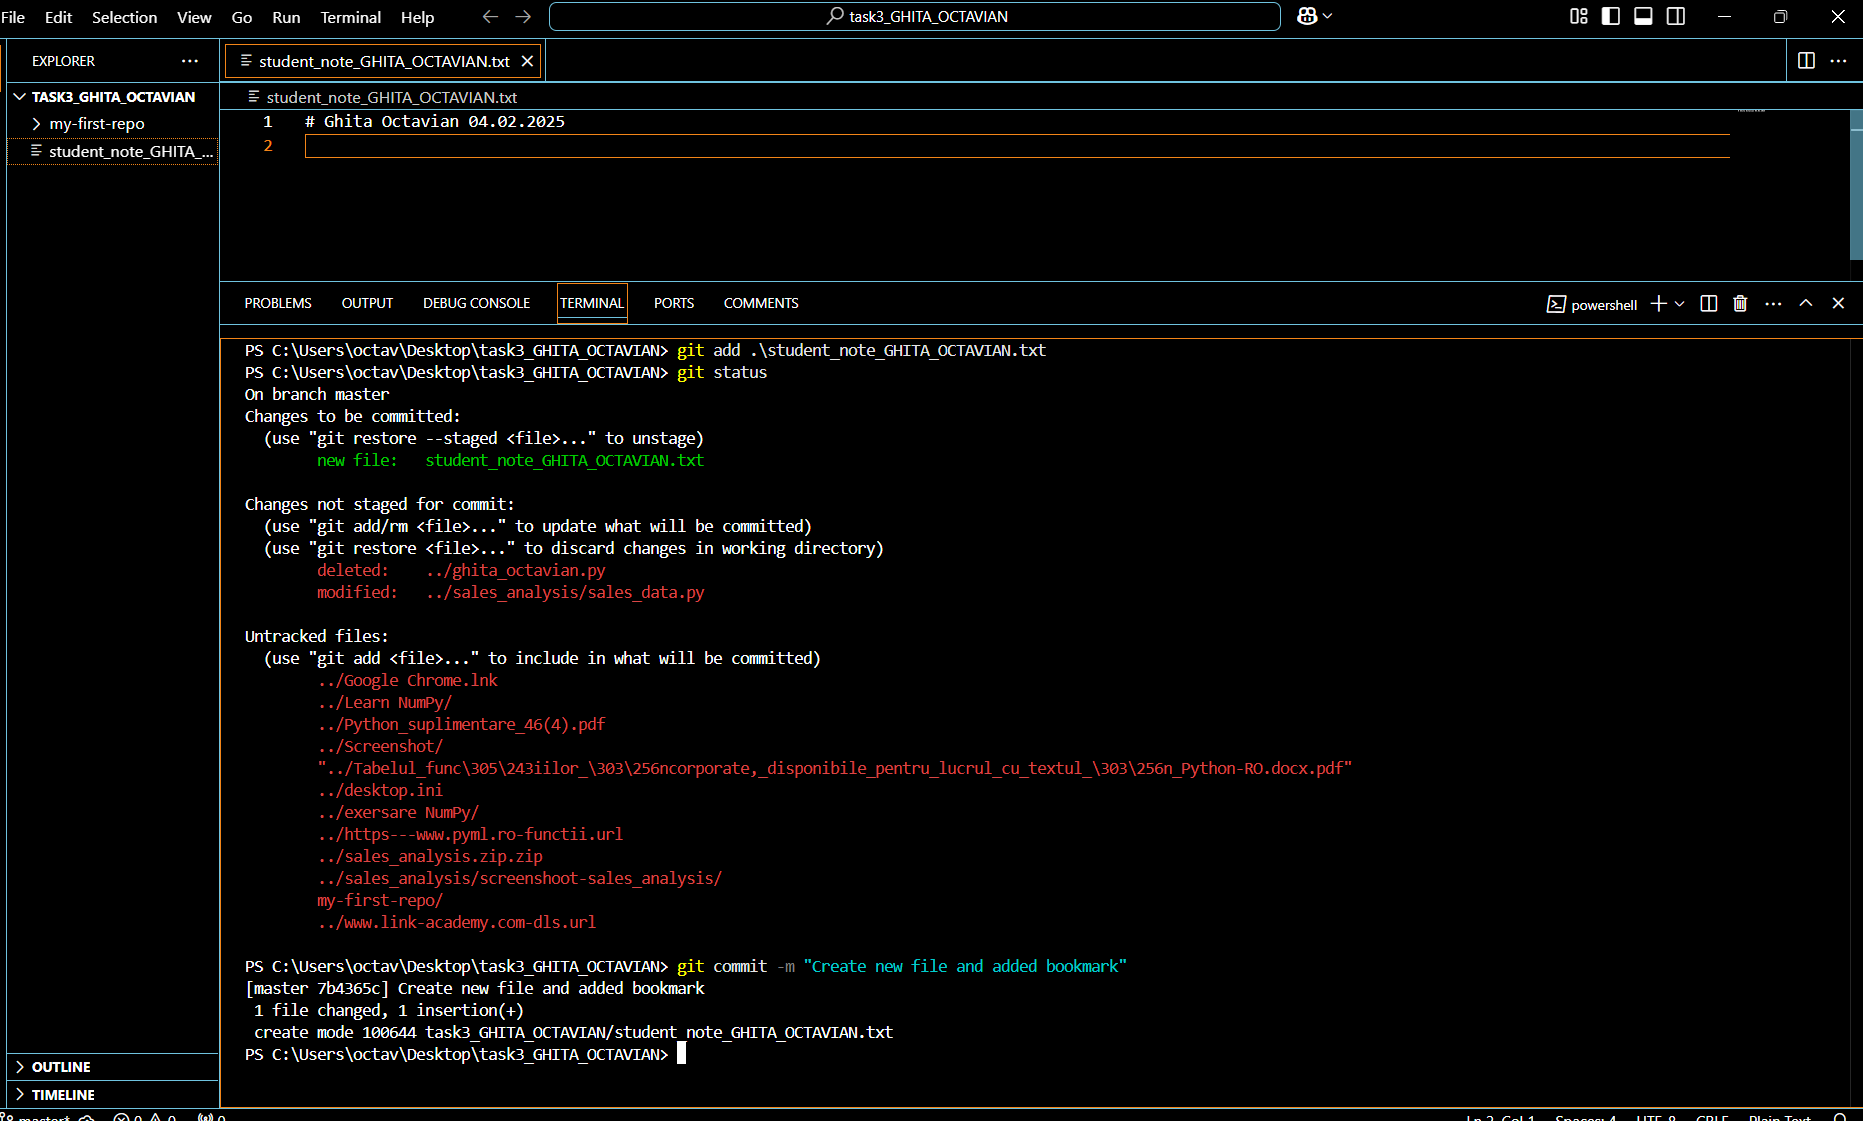 File Edit Selection View Go Run Terminal Help
task3_GHITA_OCTAVIAN
EXPLORER
student_note_GHITA_OCTAVIAN.txt
TASK3_GHITA_OCTAVIAN
my-first-repo
student_note_GHITA_...
student_note_GHITA_OCTAVIAN.txt
1 # Ghita Octavian 04.02.2025
2
PROBLEMS OUTPUT DEBUG CONSOLE TERMINAL PORTS COMMENTS
powershell
PS C:\Users\octav\Desktop\task3_GHITA_OCTAVIAN> git add .\student_note_GHITA_OCTAVIAN.txt
PS C:\Users\octav\Desktop\task3_GHITA_OCTAVIAN> git status
On branch master
Changes to be committed:
  (use "git restore --staged <file>..." to unstage)
        new file:   student_note_GHITA_OCTAVIAN.txt
Changes not staged for commit:
  (use "git add/rm <file>..." to update what will be committed)
  (use "git restore <file>..." to discard changes in working directory)
        deleted:    ../ghita_octavian.py
        modified:   ../sales_analysis/sales_data.py
Untracked files:
  (use "git add <file>..." to include in what will be committed)
        ../Google Chrome.lnk
        ../Learn NumPy/
        ../Python_suplimentare_46(4).pdf
        ../Screenshot/
        "../Tabelul_func\305\243iilor_\303\256ncorporate,_disponibile_pentru_lucrul_cu_textul_\303\256n_Python-RO.docx.pdf"
        ../desktop.ini
        ../exersare NumPy/
        ../https---www.pyml.ro-functii.url
        ../sales_analysis.zip.zip
        ../sales_analysis/screenshoot-sales_analysis/
        my-first-repo/
        ../www.link-academy.com-dls.url
PS C:\Users\octav\Desktop\task3_GHITA_OCTAVIAN> git commit -m "Create new file and added bookmark"
[master 7b4365c] Create new file and added bookmark
 1 file changed, 1 insertion(+)
 create mode 100644 task3_GHITA_OCTAVIAN/student_note_GHITA_OCTAVIAN.txt
PS C:\Users\octav\Desktop\task3_GHITA_OCTAVIAN>
OUTLINE
TIMELINE
master* 0 0 0 Ln 2, Col 1 Spaces: 4 UTF-8 CRLF Plain Text